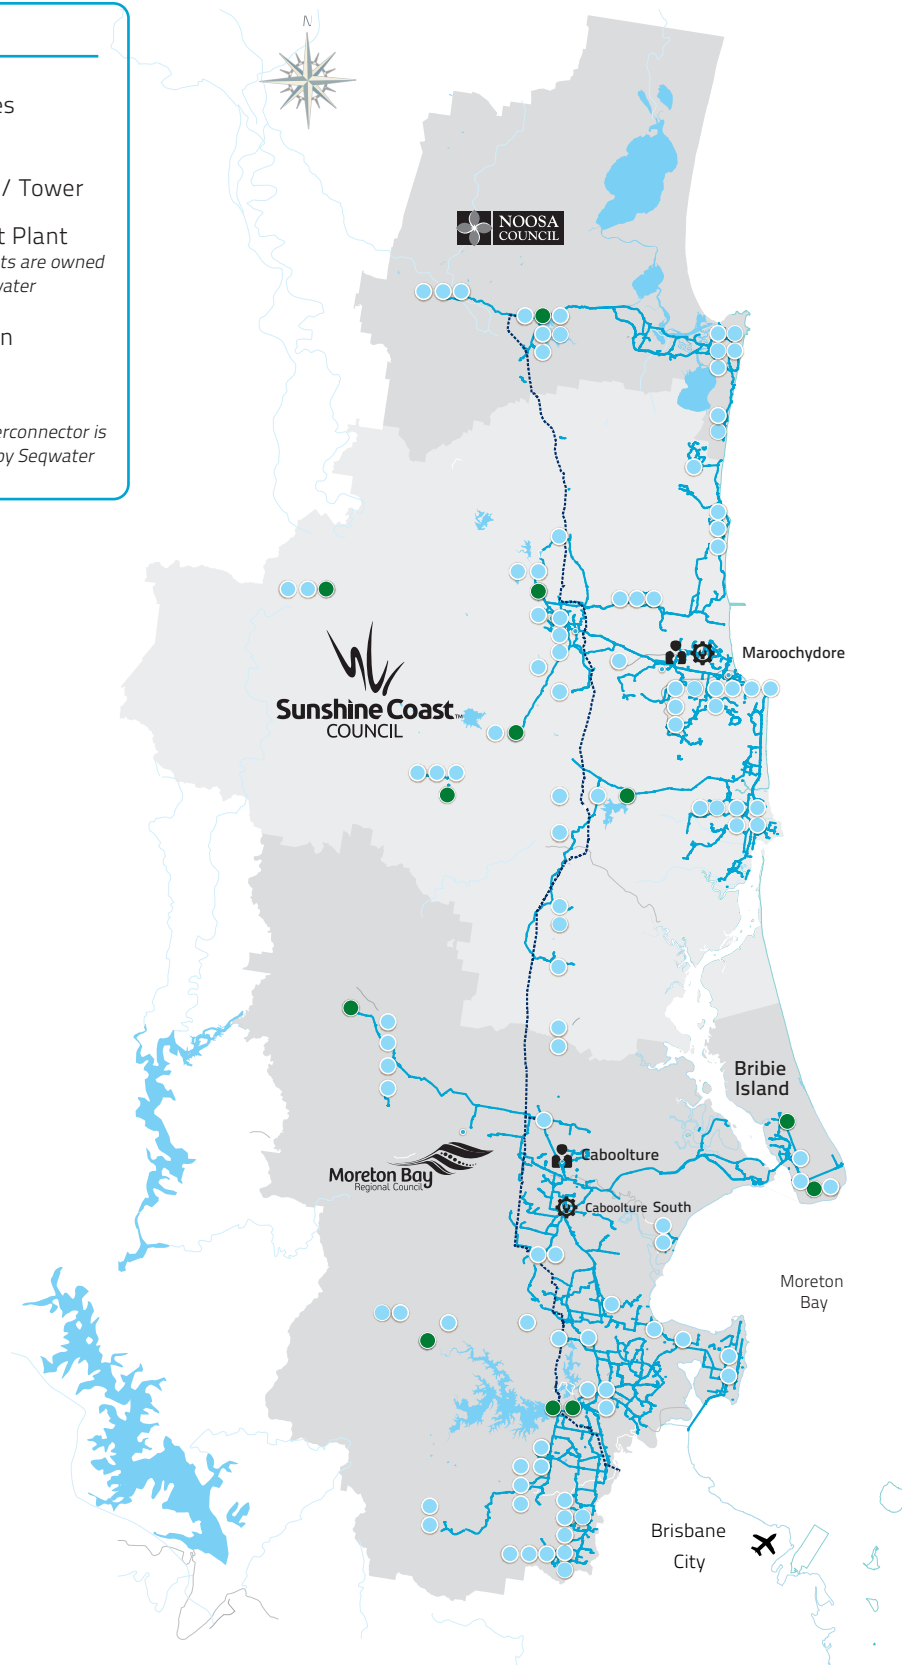 es
/ Tower
t Plant
ts are owned
vater
n
erconnector is
by Seqwater
N
NOOSA
COUNCIL
Maroochydore
Sunshine Coast™
COUNCIL
Bribie
Island
Caboolture
Moreton Bay
Regional Council
Caboolture South
Moreton
Bay
Brisbane
City